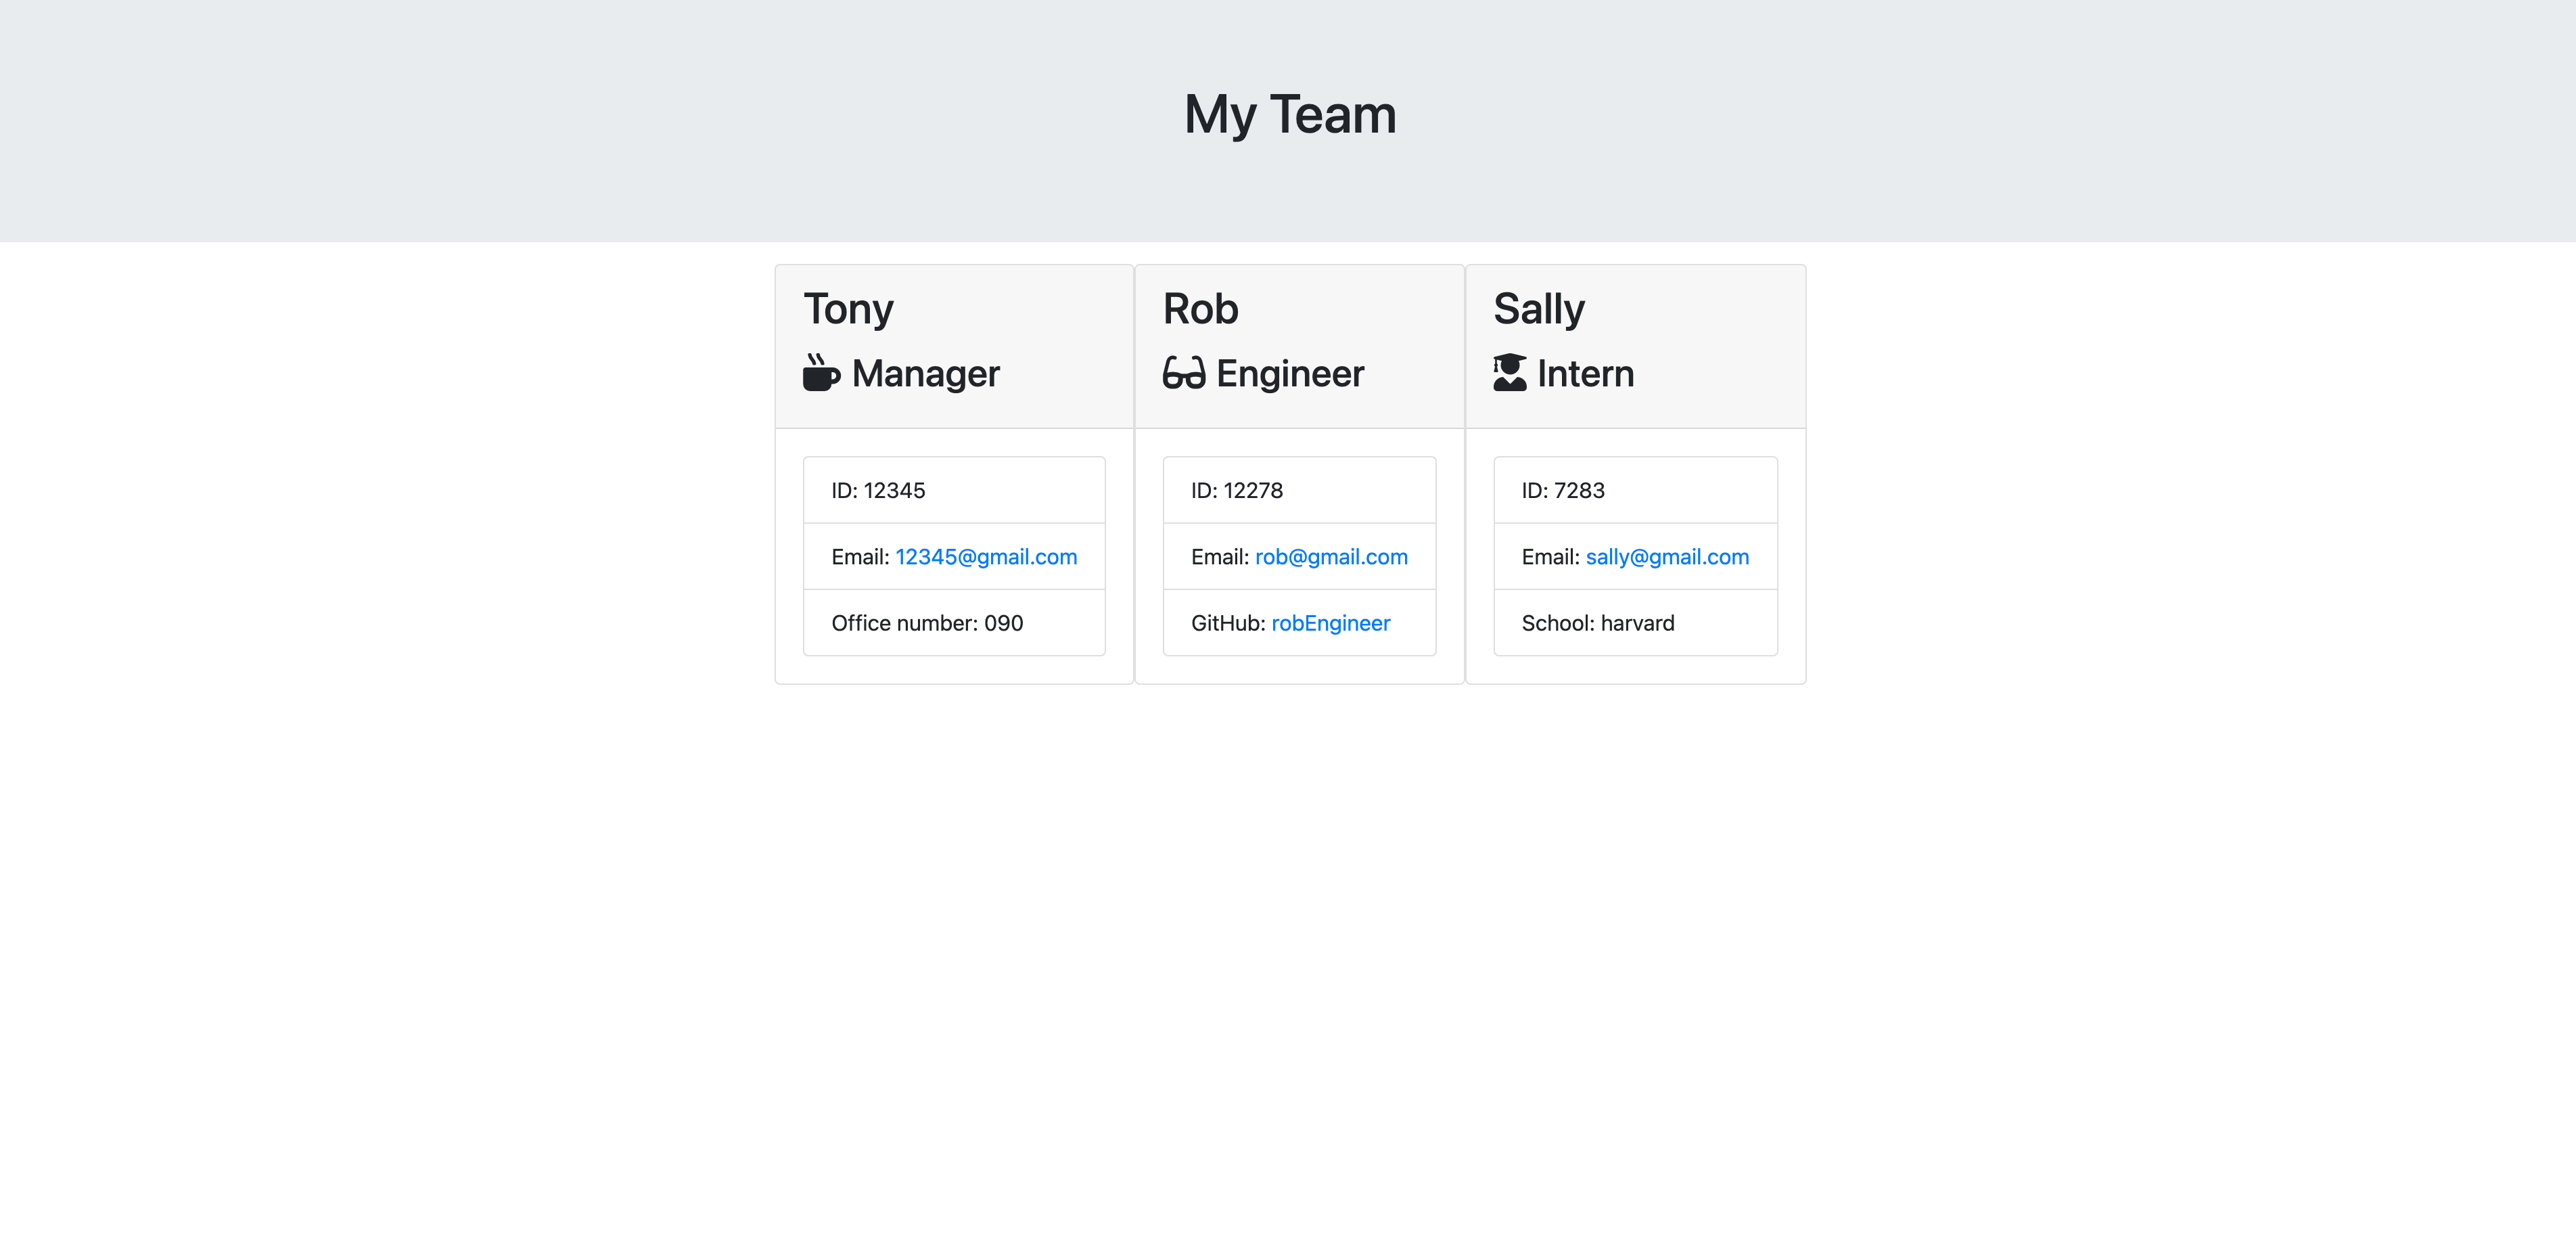 My Team
Tony
Manager
ID: 12345
Email: 12345@gmail.com
Office number: 090
Rob
Engineer
ID: 12278
Email: rob@gmail.com
GitHub: robEngineer
Sally
Intern
ID: 7283
Email: sally@gmail.com
School: harvard